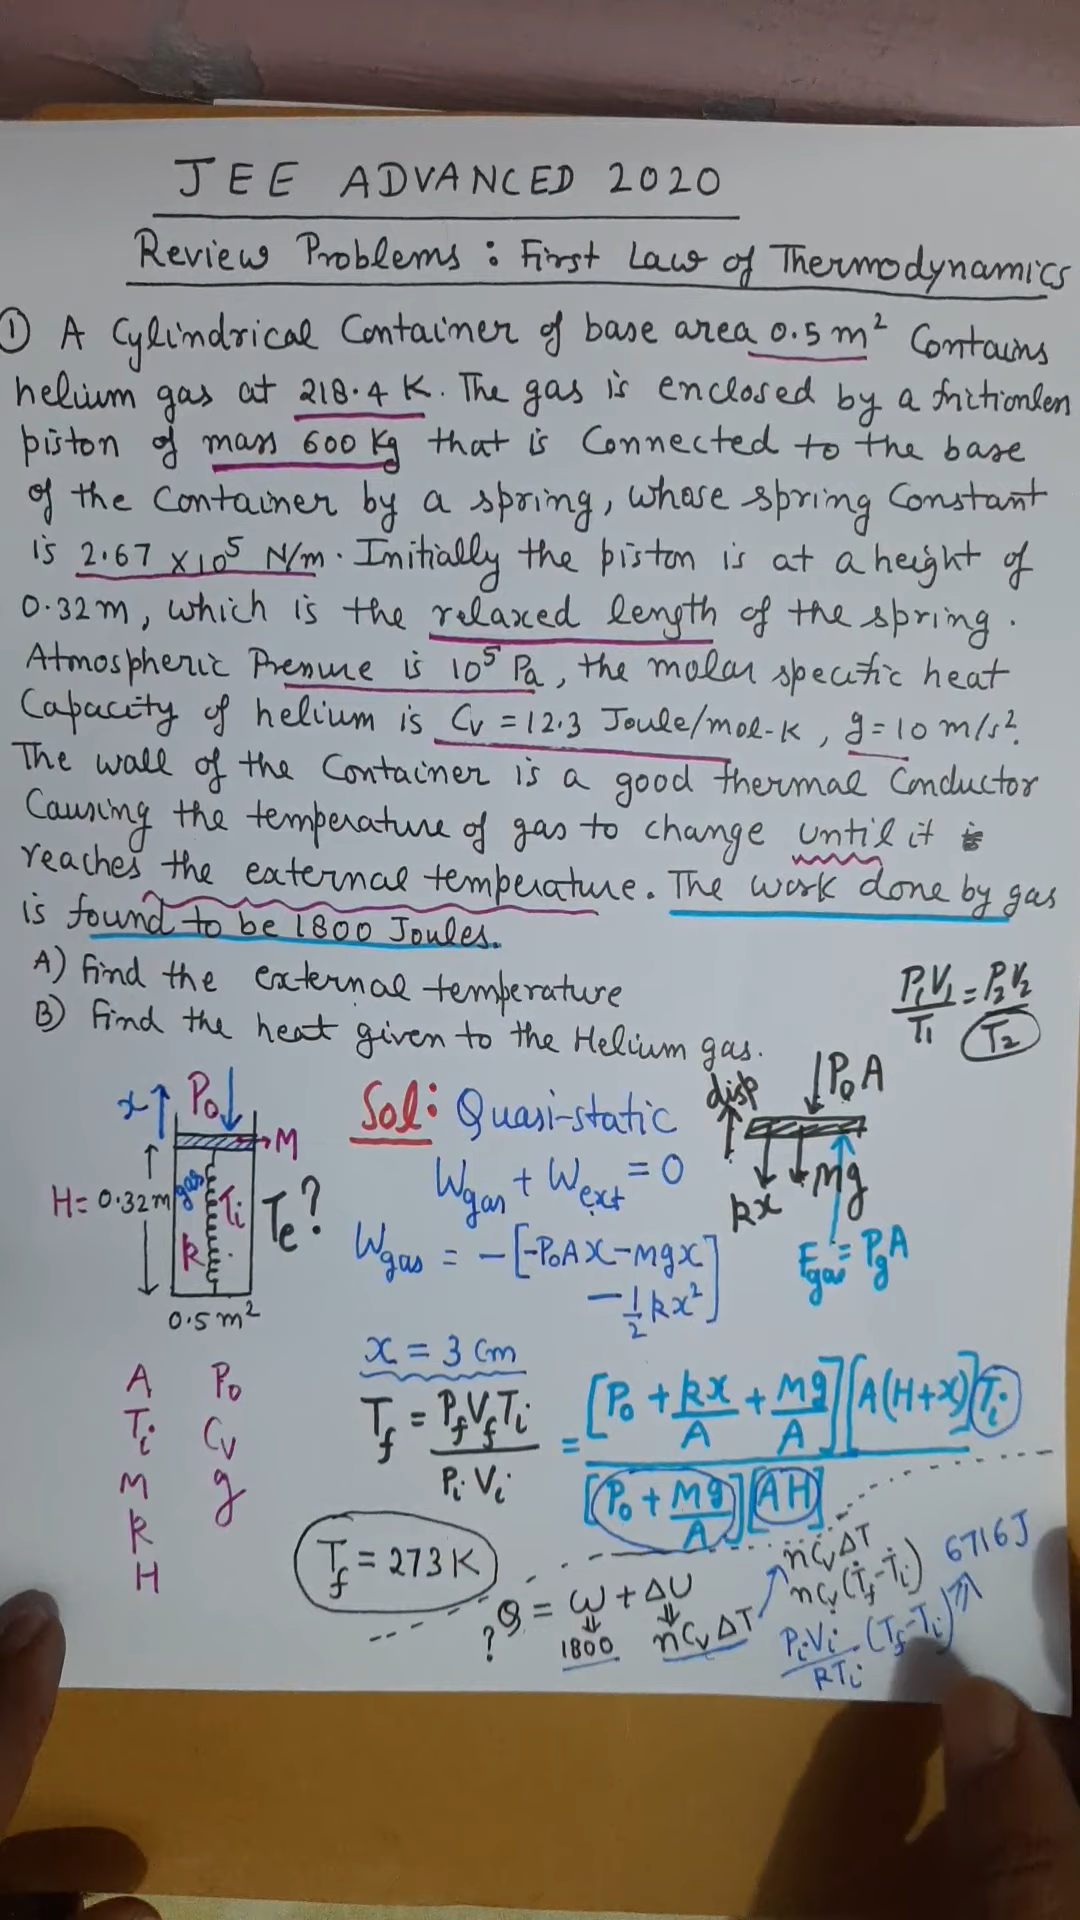 JEE ADVANCED 2020
Review Problems : First Law of Thermodynamics
① A Cylindrical Container of base area 0.5 m² Contains
helium gas at 218.4 K. The gas is enclosed by a frictionless
piston of mass 600 Kg that is Connected to the base
of the Container by a spring, whose spring Constant
is 2.67 × 10⁵ N/m. Initially the piston is at a height of
0.32m, which is the relaxed length of the spring.
Atmospheric Pressure is 10⁵ Pa, the molar specific heat
Capacity of helium is Cv = 12.3 Joule/mol-K, g = 10 m/s².
The wall of the Container is a good thermal Conductor
Causing the temperature of gas to change until it
reaches the external temperature. The work done by gas
is found to be 1800 Joules.
A) find the external temperature
B) Find the heat given to the Helium gas.
P₁V₁/T₁ = P₂V₂/T₂
x P₀
M
H = 0.32m gas Ti Te?
k
0.5 m²
Sol: Quasi-static
Wgas + Wext = 0
Wgas = -[-P₀Ax - mgx
- ½ kx²]
disp P₀A
kx Mg
Fgas = PgA
x = 3 cm
Tf = PfVfTi / PiVi = [P₀ + kx/A + Mg/A][A(H+x)]Ti / [P₀ + Mg/A][AH]
A P₀
Ti Cv
M g
k
H
Tf = 273 K
? Q = W + ΔU
1800 nCvΔT
nCvΔT
nCv(Tf - Ti) 6716 J
PiVi/RTi (Tf - Ti)